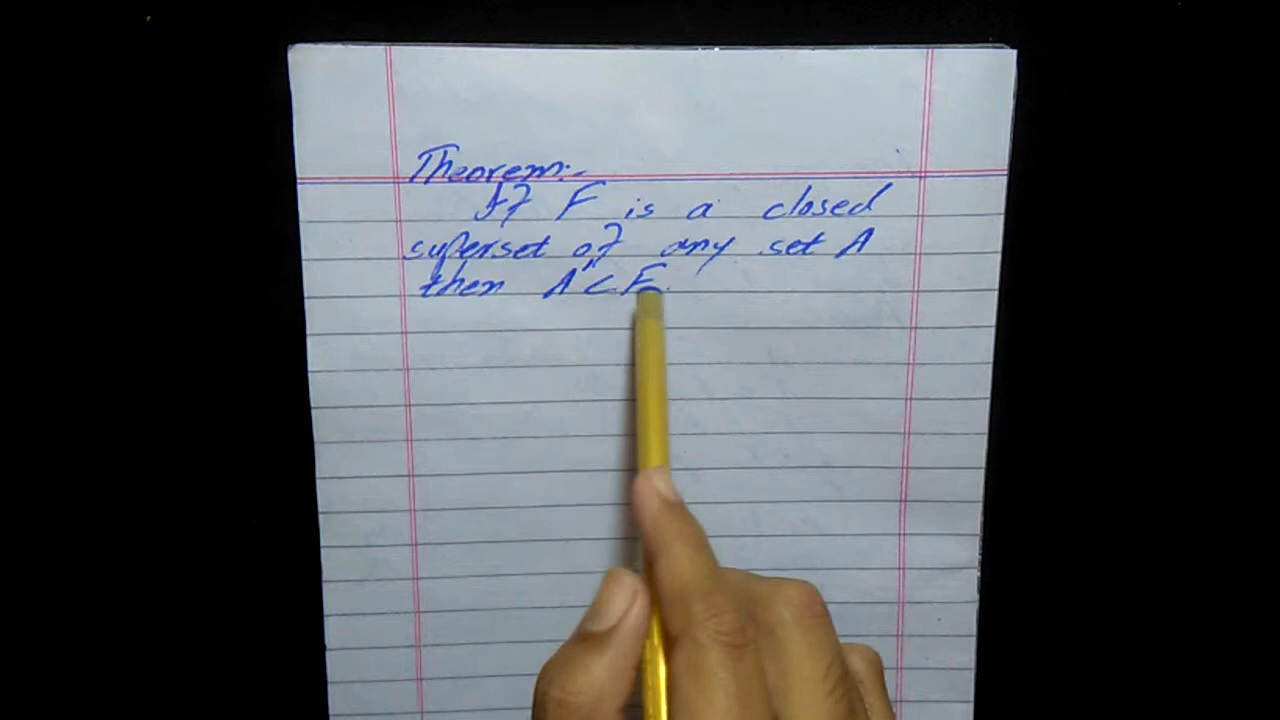 Theorem:-
If F is a closed
superset of any set A
then A'' ⊂ F.